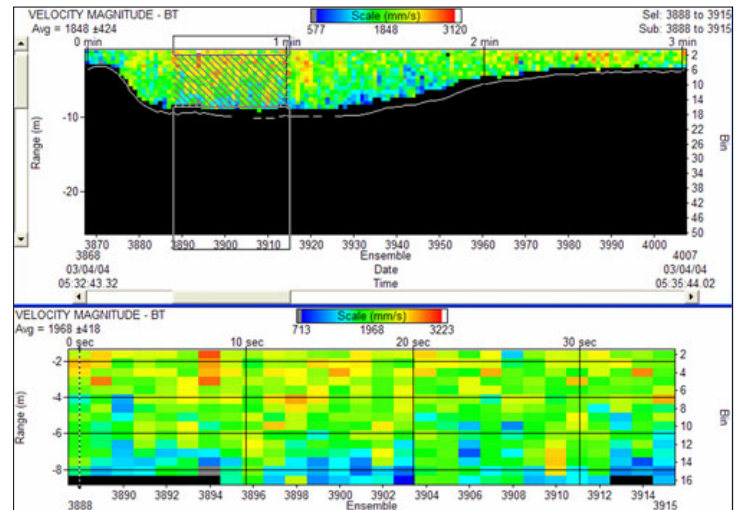 VELOCITY MAGNITUDE - BT Scale (mm/s) Sel: 3888 to 3915
Avg = 1848 ±424 577 1848 3120 Sub: 3888 to 3915
0 min 1 min 2 min 3 min
Range (m)
-10
-20
2
6
10
14
18
22
26
30
34
38
42
46
50
Bin
3870 3880 3890 3900 3910 3920 3930 3940 3950 3960 3970 3980 3990 4000
3868 Ensemble 4007
03/04/04 Date 03/04/04
05:32:43.32 Time 05:35:44.02
VELOCITY MAGNITUDE - BT Scale (mm/s)
Avg = 1968 ±418 713 1968 3223
0 sec 10 sec 20 sec 30 sec
Range (m)
-2
-4
-6
-8
2
4
6
8
10
12
14
16
Bin
3890 3892 3894 3896 3898 3900 3902 3904 3906 3908 3910 3912 3914
3888 Ensemble 3915